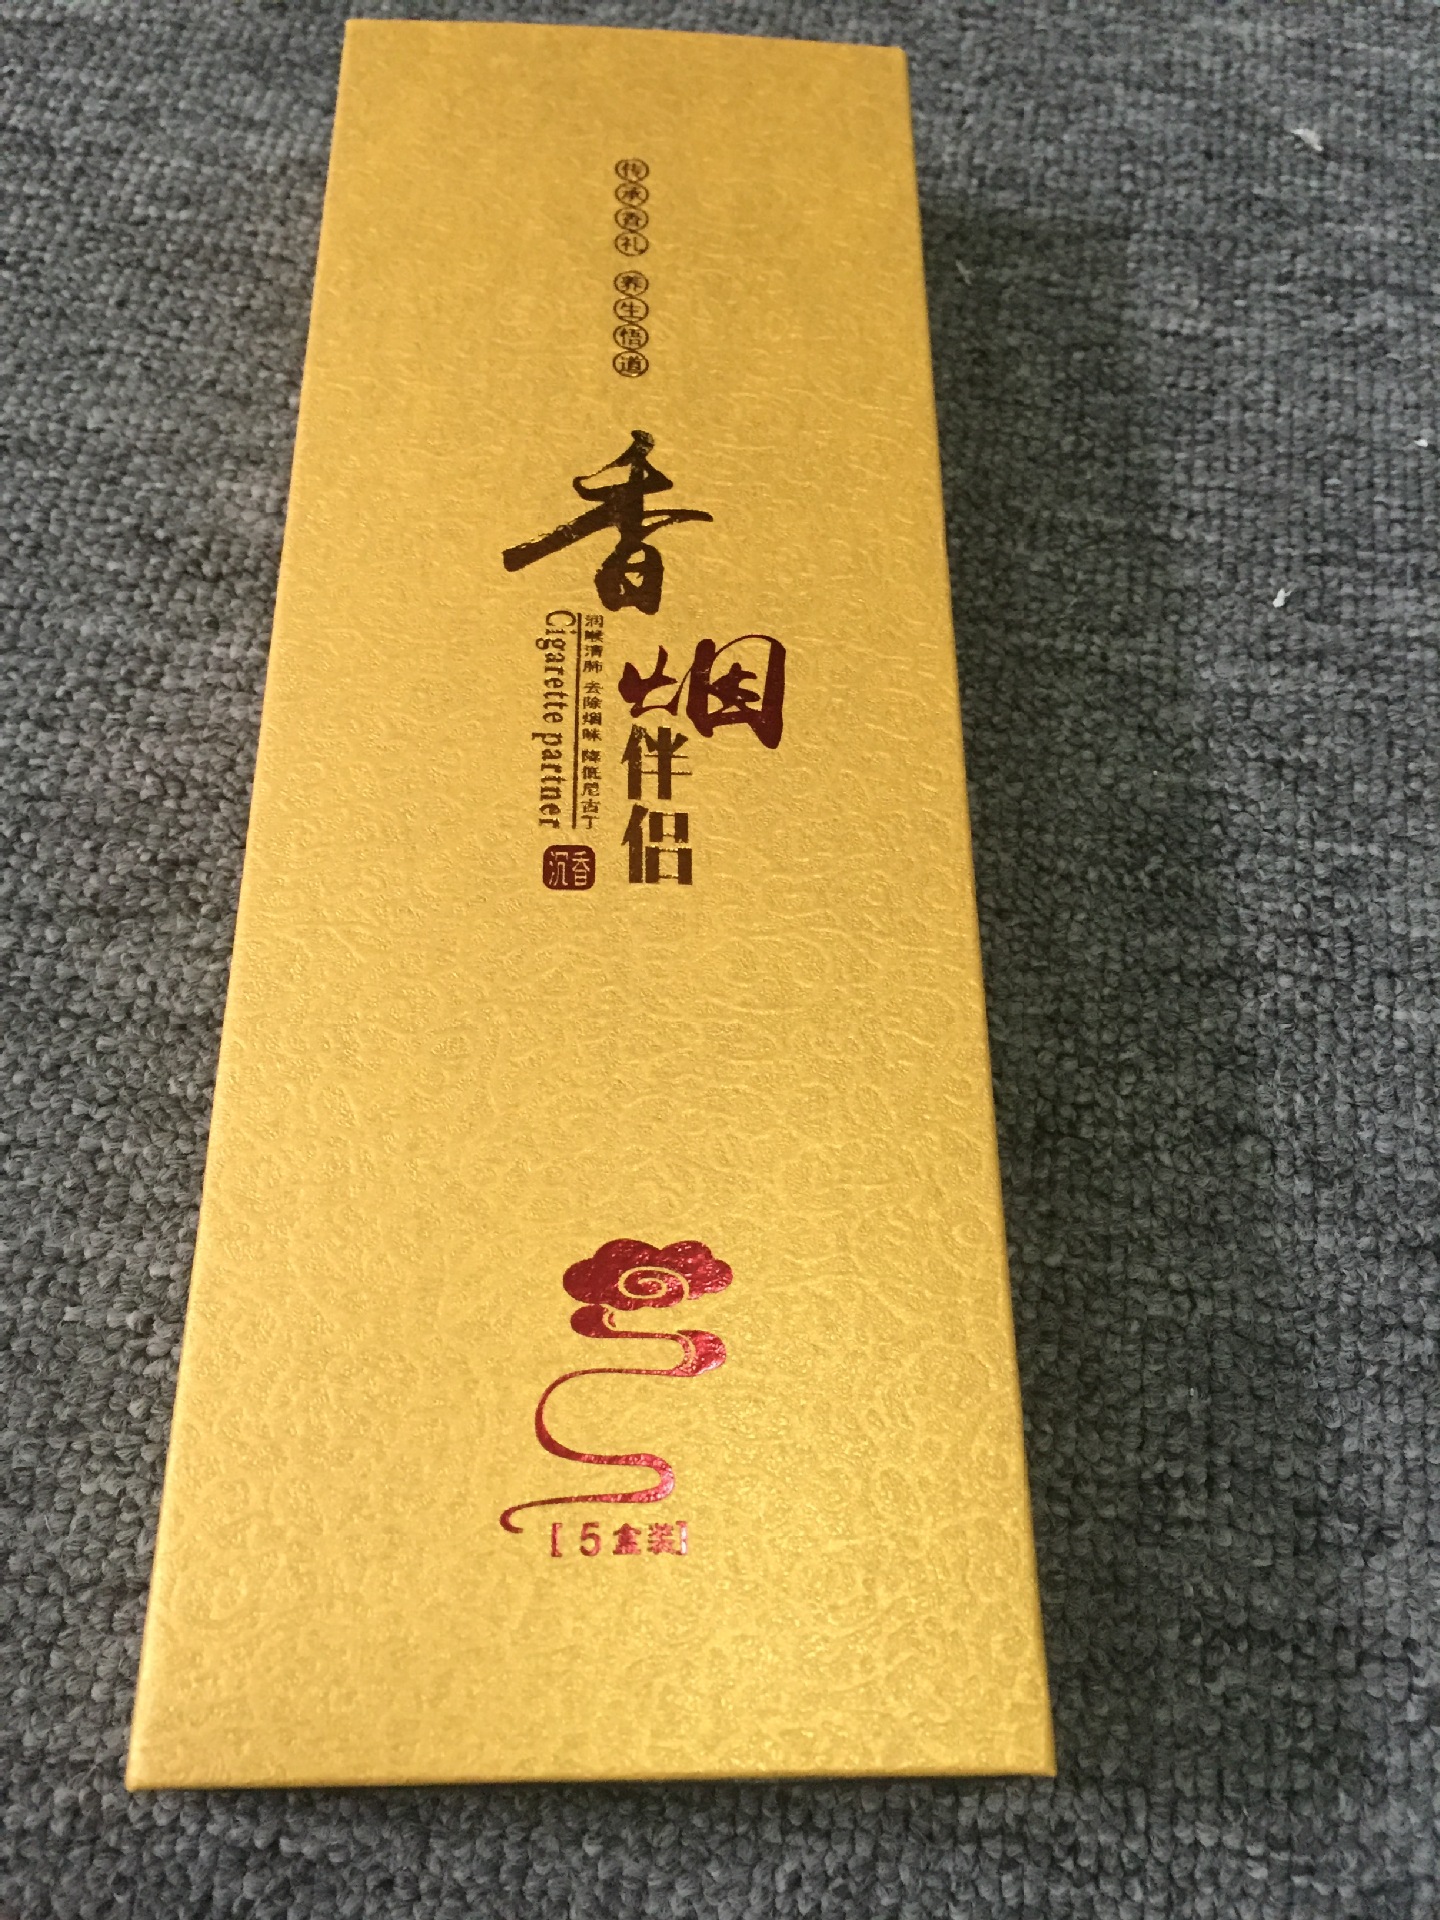 传承香礼 养生悟道
香烟伴侣
润喉清肺 去除烟味 降低尼古丁
Cigarette partner
沉香
[5盒装]